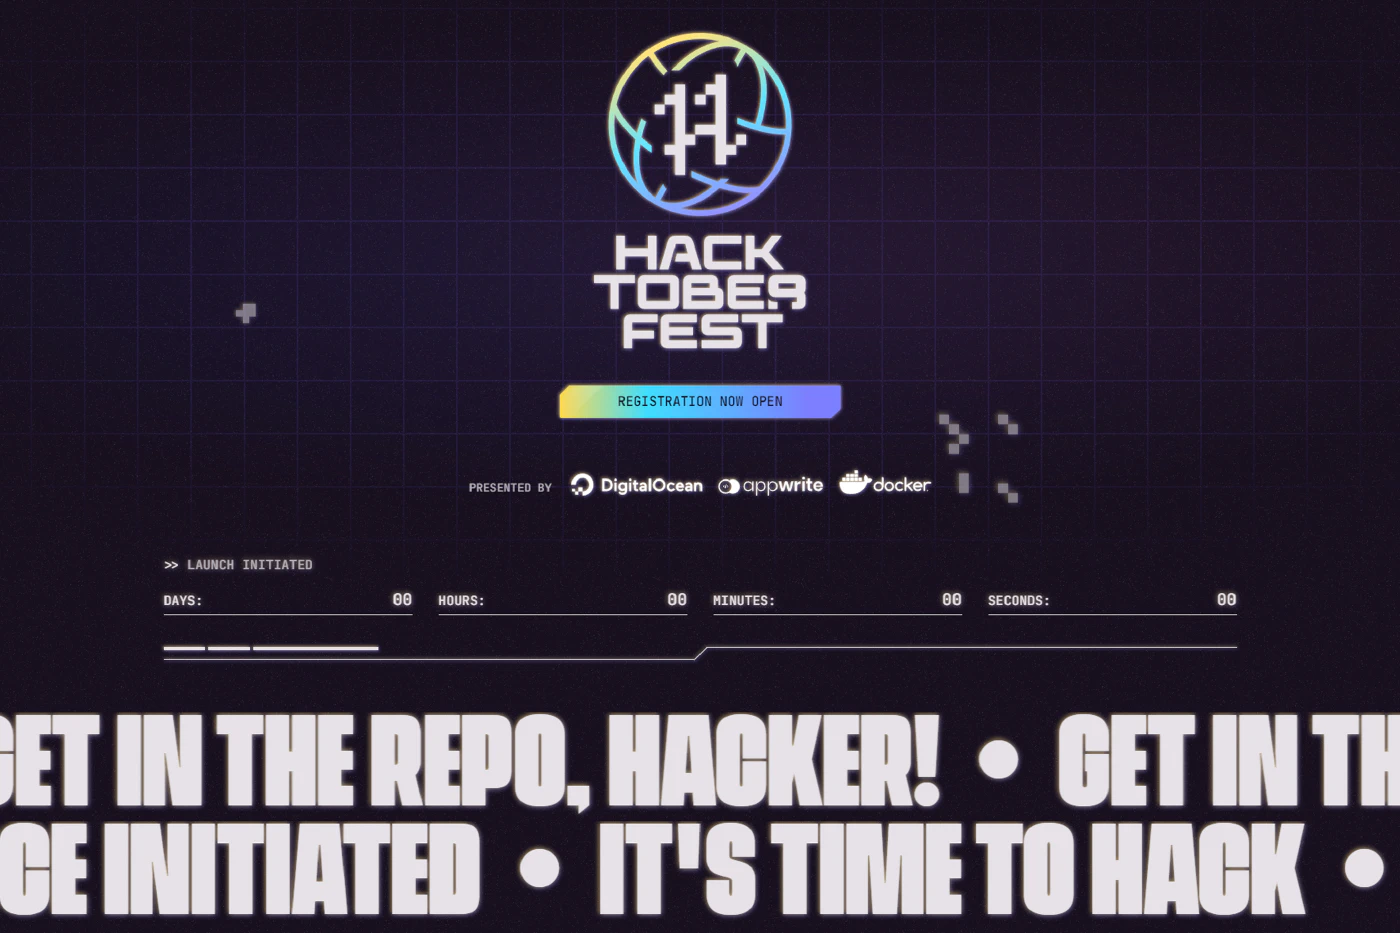 11
HACK
TOBER
FEST
REGISTRATION NOW OPEN
PRESENTED BY DigitalOcean appwrite docker
>> LAUNCH INITIATED
DAYS: 00 HOURS: 00 MINUTES: 00 SECONDS: 00
GET IN THE REPO, HACKER! • GET IN TH
CE INITIATED • IT'S TIME TO HACK •